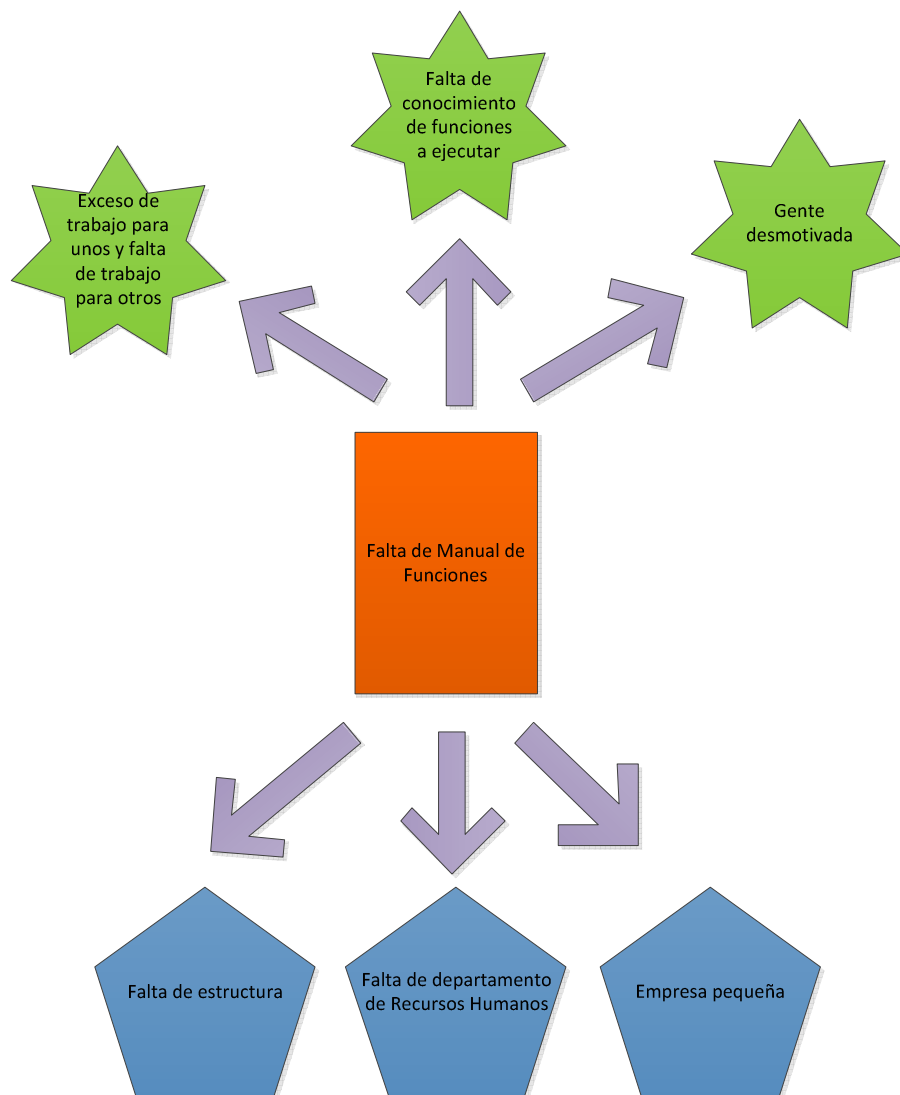 Falta de
conocimiento
de funciones
a ejecutar
Exceso de
trabajo para
unos y falta
de trabajo
para otros
Gente
desmotivada
Falta de Manual de
Funciones
Falta de estructura
Falta de departamento
de Recursos Humanos
Empresa pequeña